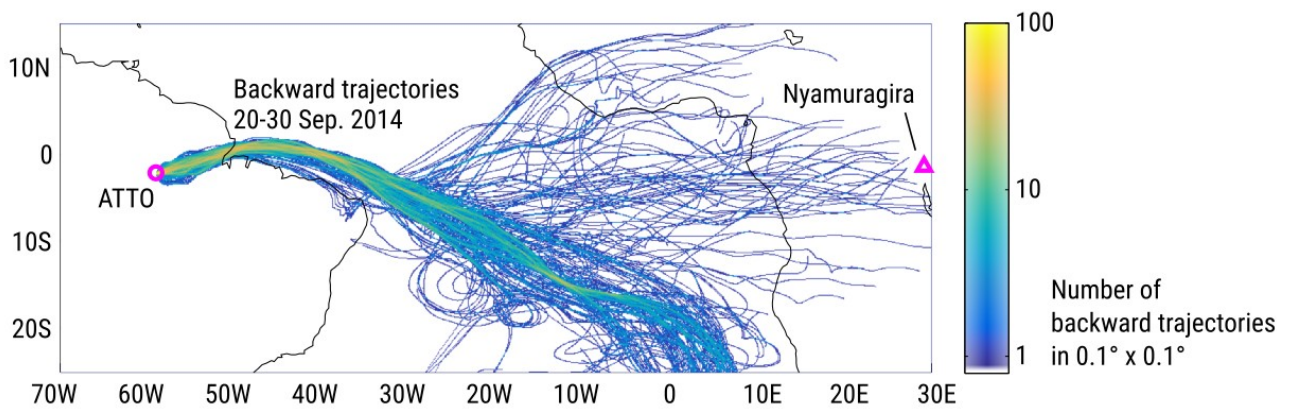 100
10N
Backward trajectories
20-30 Sep. 2014
Nyamuragira
0
ATTO
10
10S
Number of
backward trajectories
in 0.1° x 0.1°
20S
1
70W 60W 50W 40W 30W 20W 10W 0 10E 20E 30E